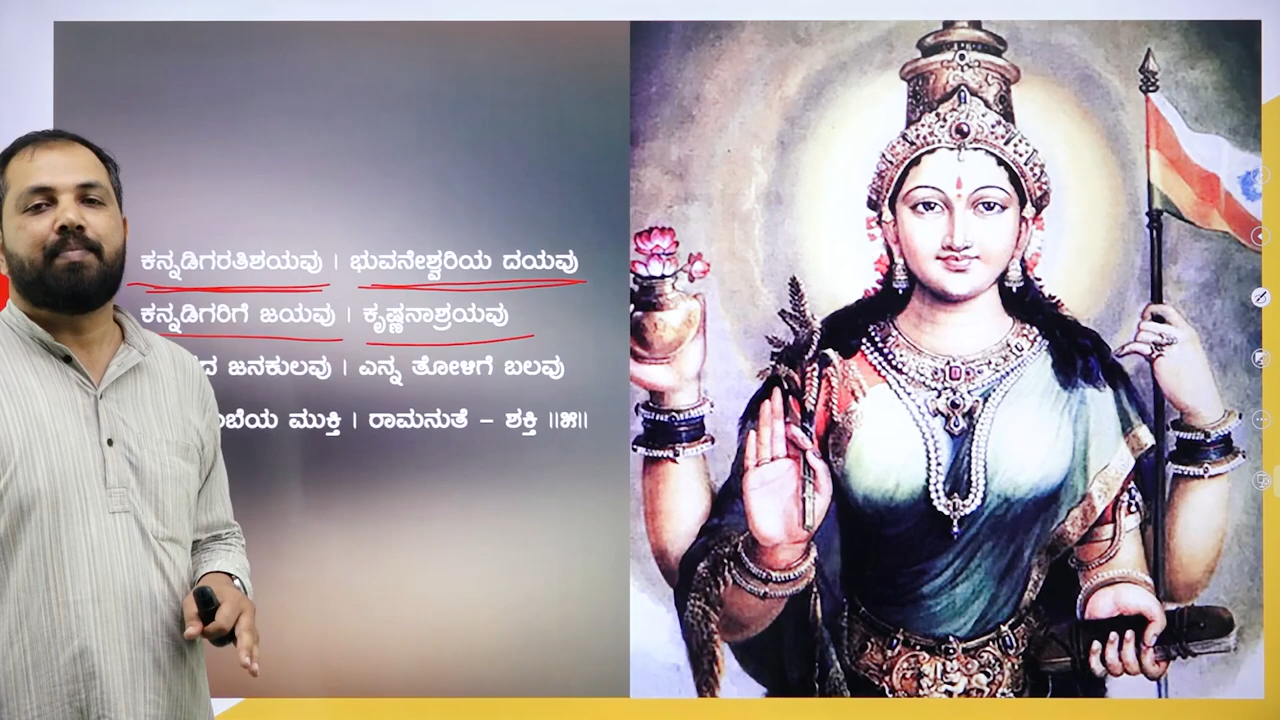 ಕನ್ನಡಿಗರತಿಶಯವು । ಭುವನೇಶ್ವರಿಯ ದಯವು
ಕನ್ನಡಿಗರಿಗೆ ಜಯವು । ಕೃಷ್ಣನಾಶ್ರಯವು
ಜನಕುಲವು । ಎನ್ನ ತೋಳಿಗೆ ಬಲವು
ಮುಕ್ತಿ । ರಾಮನುತೆ – ಶಕ್ತಿ ॥೫॥